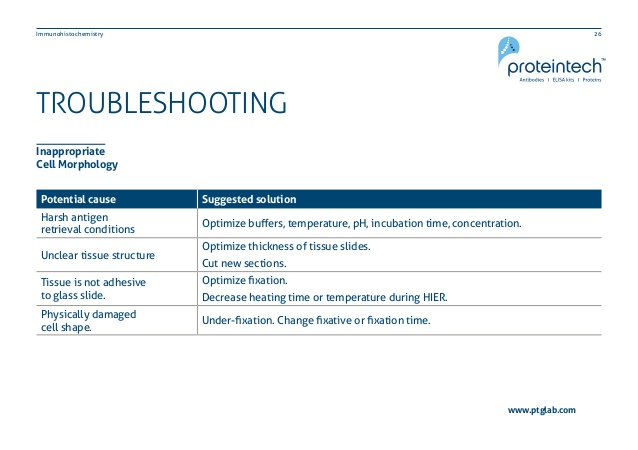 Immunohistochemistry 26
proteintech™
Antibodies | ELISA kits | Proteins
TROUBLESHOOTING
Inappropriate
Cell Morphology
Potential cause Suggested solution
Harsh antigen
retrieval conditions
Optimize buffers, temperature, pH, incubation time, concentration.
Unclear tissue structure
Optimize thickness of tissue slides.
Cut new sections.
Tissue is not adhesive
to glass slide.
Optimize fixation.
Decrease heating time or temperature during HIER.
Physically damaged
cell shape.
Under-fixation. Change fixative or fixation time.
www.ptglab.com